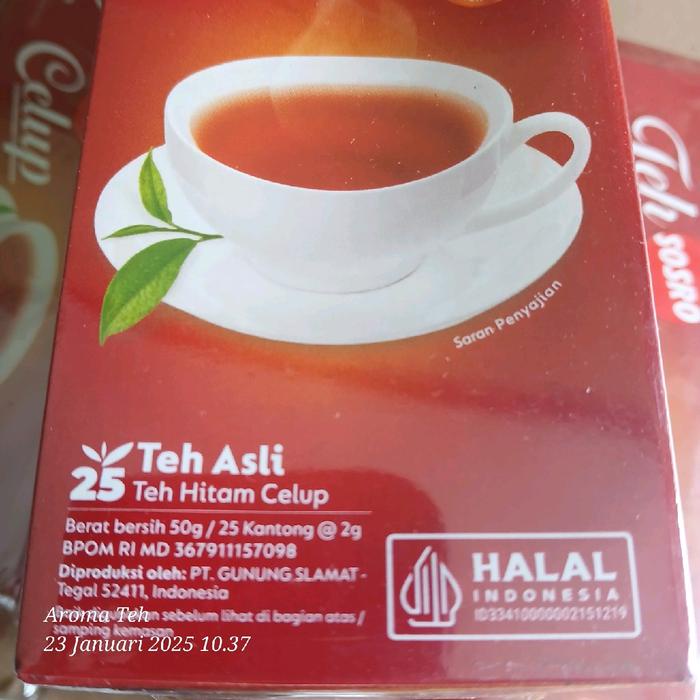 Celup
Teh
SOSRO
Saran Penyajian
25
Teh Asli
Teh Hitam Celup
Berat bersih 50g / 25 Kantong @ 2g
BPOM RI MD 367911157098
Diproduksi oleh: PT. GUNUNG SLAMAT -
Tegal 52411, Indonesia
sebelum lihat di bagian atas /
samping kemasan
HALAL
INDONESIA
ID33410000002151219
Aroma Teh
23 Januari 2025 10.37